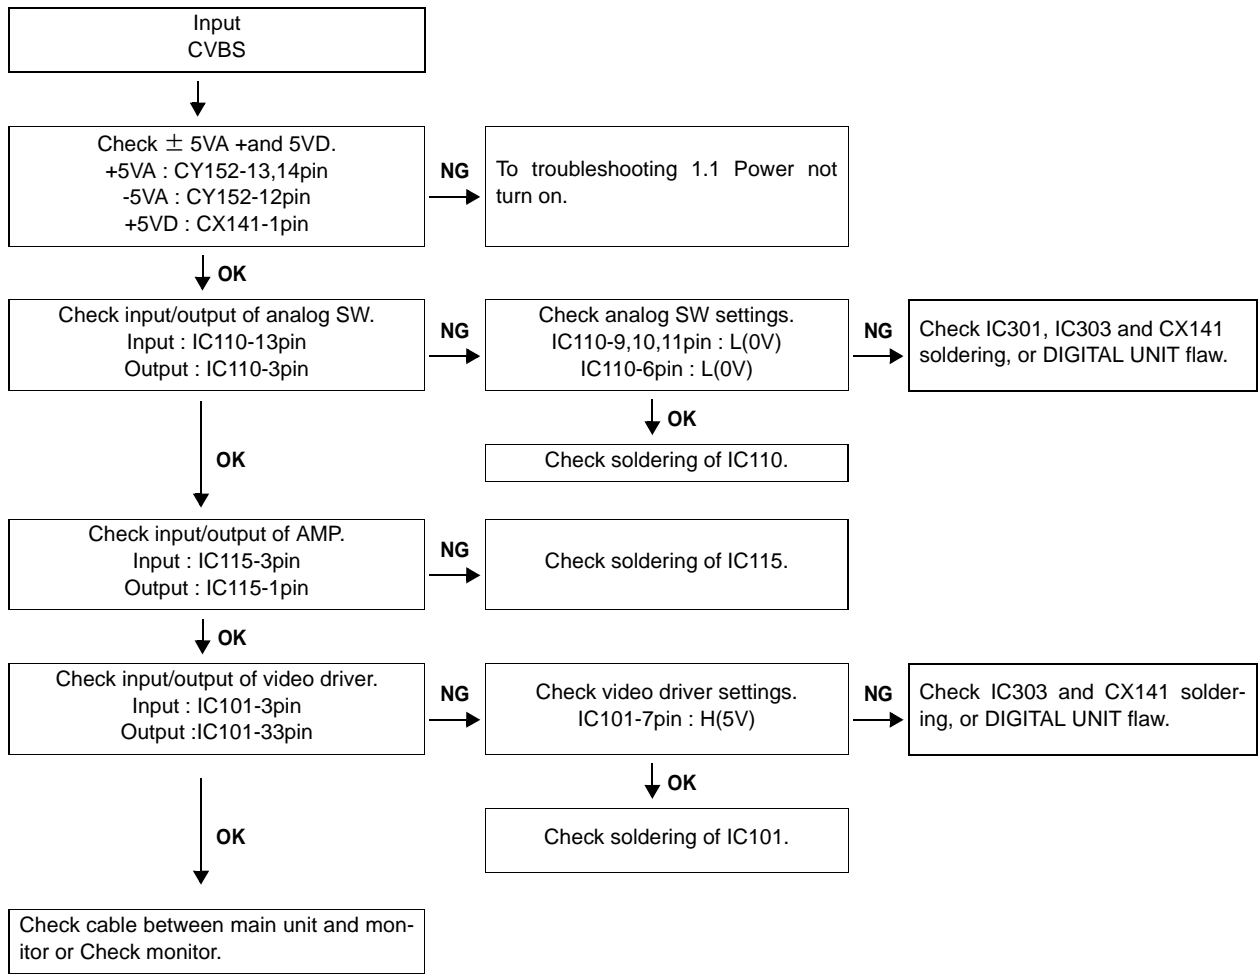 Input
CVBS
Check ± 5VA +and 5VD.
+5VA : CY152-13,14pin
-5VA : CY152-12pin
+5VD : CX141-1pin
NG
To troubleshooting 1.1 Power not
turn on.
OK
Check input/output of analog SW.
Input : IC110-13pin
Output : IC110-3pin
NG
Check analog SW settings.
IC110-9,10,11pin : L(0V)
IC110-6pin : L(0V)
NG
Check IC301, IC303 and CX141
soldering, or DIGITAL UNIT flaw.
OK
Check soldering of IC110.
OK
Check input/output of AMP.
Input : IC115-3pin
Output : IC115-1pin
NG
Check soldering of IC115.
OK
Check input/output of video driver.
Input : IC101-3pin
Output :IC101-33pin
NG
Check video driver settings.
IC101-7pin : H(5V)
NG
Check IC303 and CX141 solder-
ing, or DIGITAL UNIT flaw.
OK
Check soldering of IC101.
OK
Check cable between main unit and mon-
itor or Check monitor.